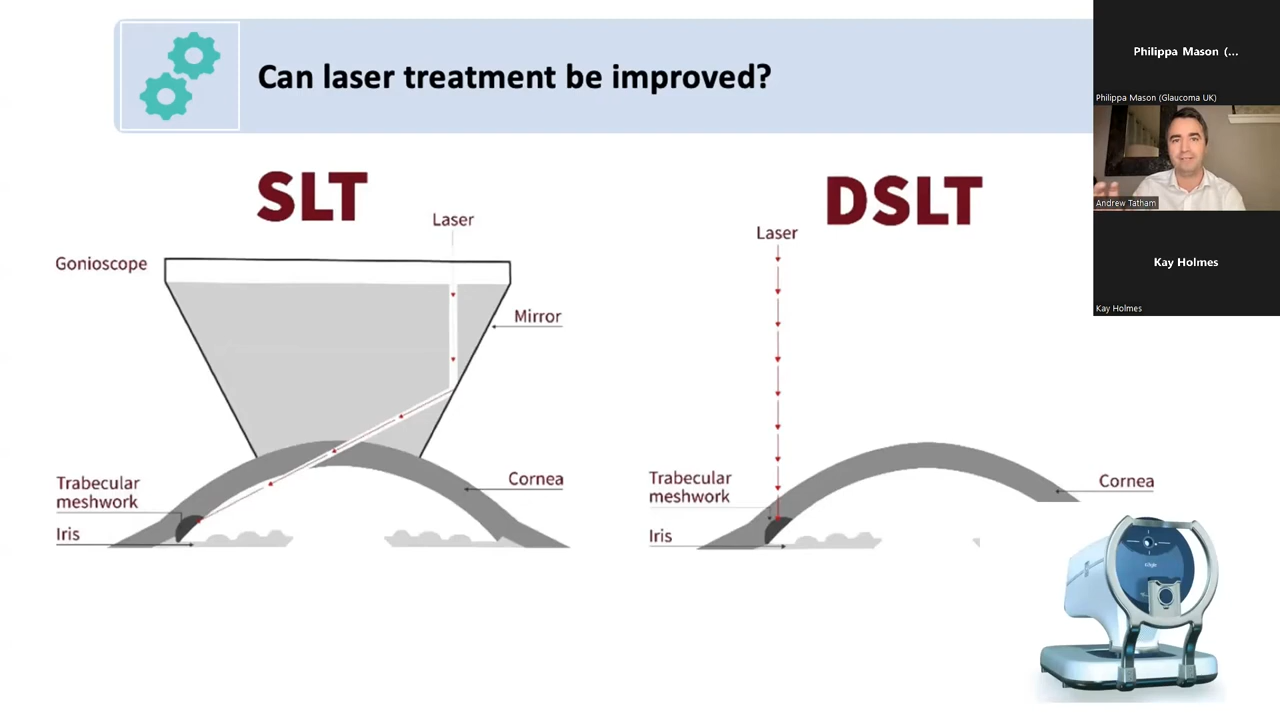 Can laser treatment be improved?
SLT
Laser
Gonioscope
Mirror
Trabecular
meshwork
Cornea
Iris
DSLT
Laser
Trabecular
meshwork
Cornea
Iris
Philippa Mason (...
Philippa Mason (Glaucoma UK)
Andrew Tatham
Kay Holmes
Kay Holmes